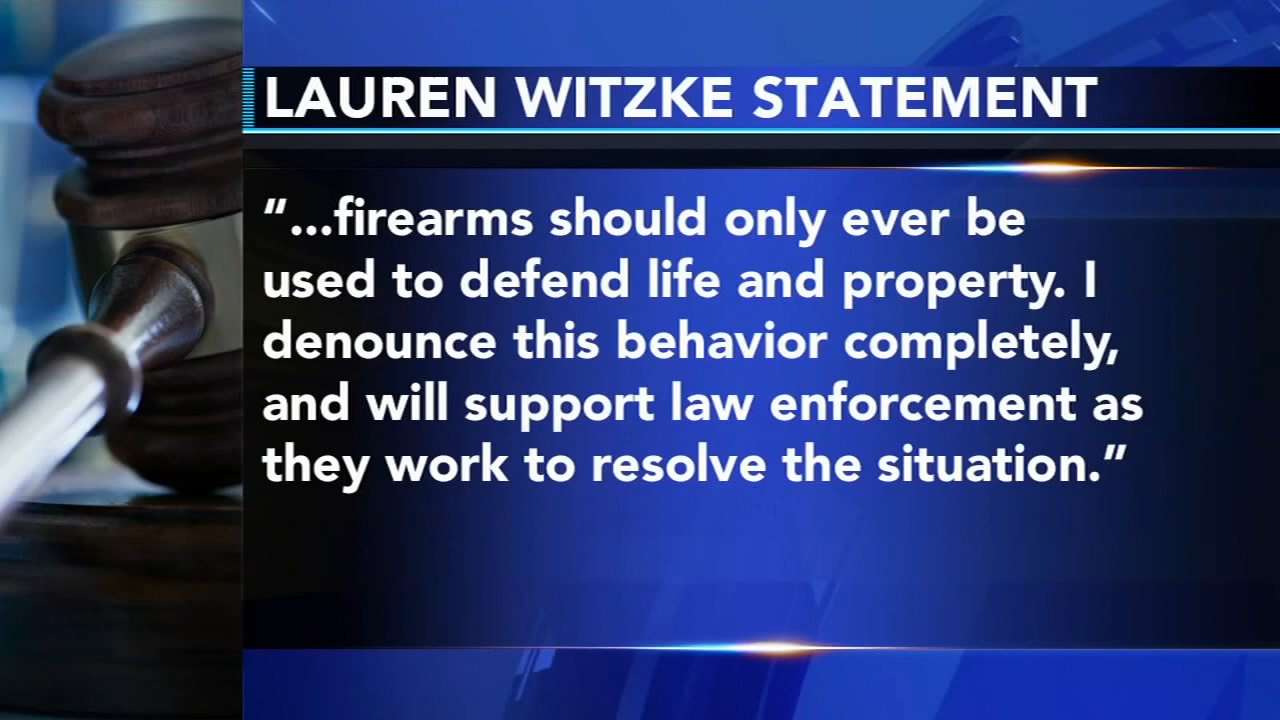 LAUREN WITZKE STATEMENT
“...firearms should only ever be
used to defend life and property. I
denounce this behavior completely,
and will support law enforcement as
they work to resolve the situation.”